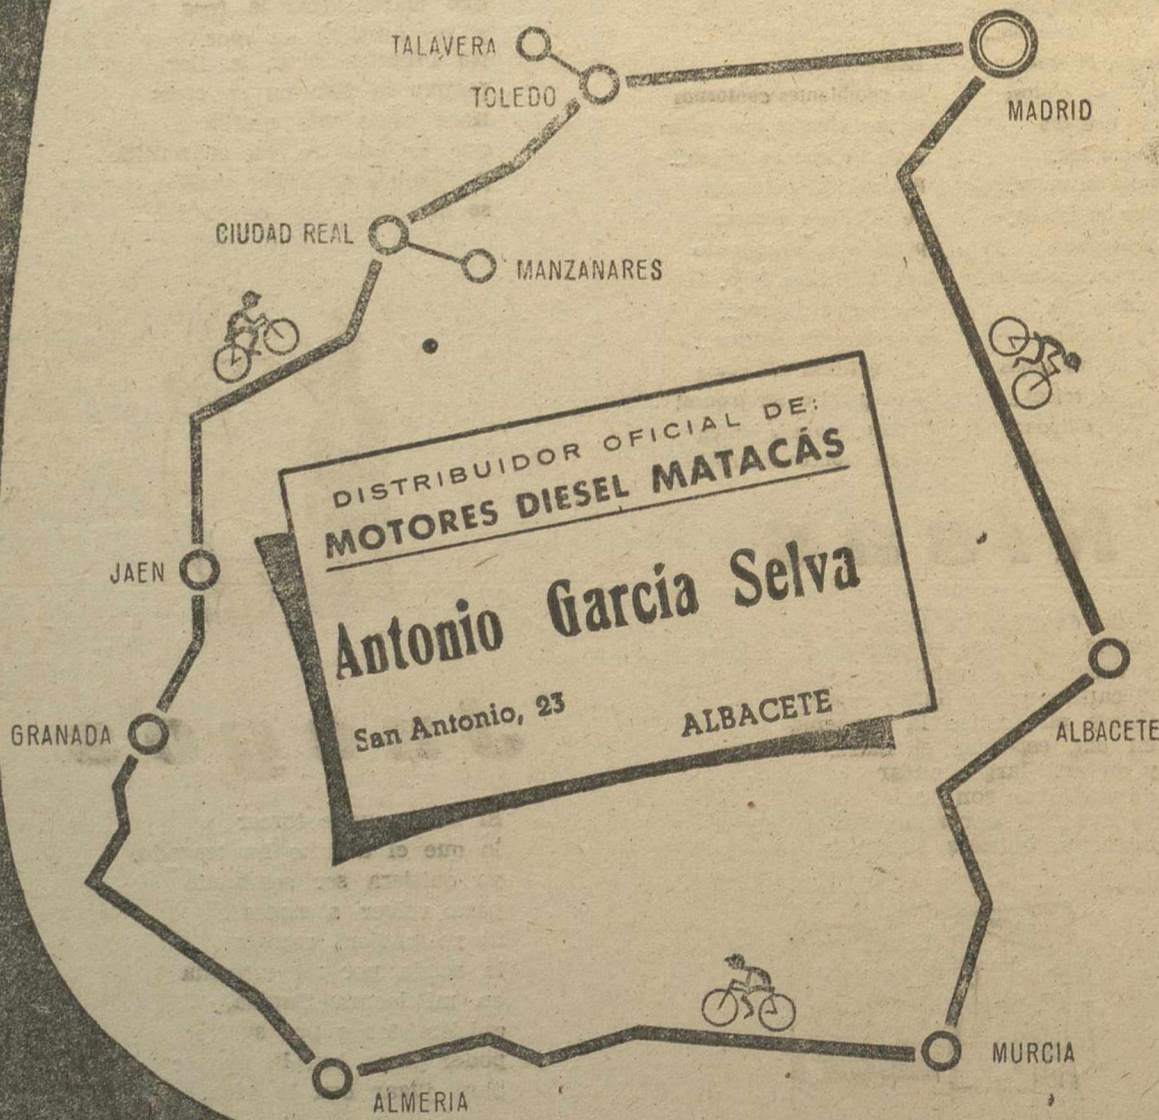 TALAVERA
TOLEDO
MADRID
CIUDAD REAL
MANZANARES
DISTRIBUIDOR OFICIAL DE:
MOTORES DIESEL MATACÁS
Antonio García Selva
San Antonio, 23 ALBACETE
JAEN
GRANADA
ALBACETE
MURCIA
ALMERIA